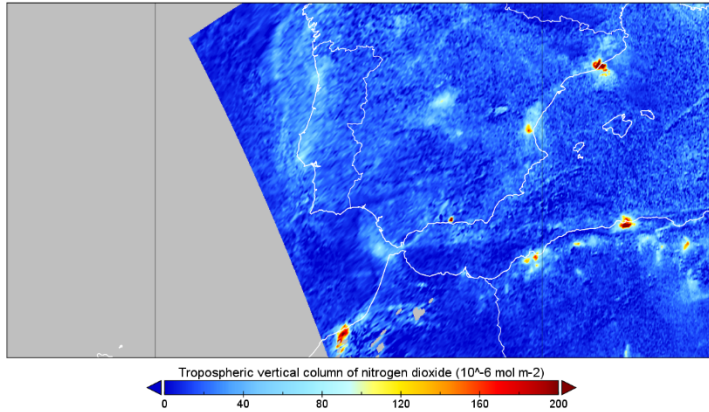 Tropospheric vertical column of nitrogen dioxide (10^-6 mol m-2)
0 40 80 120 160 200